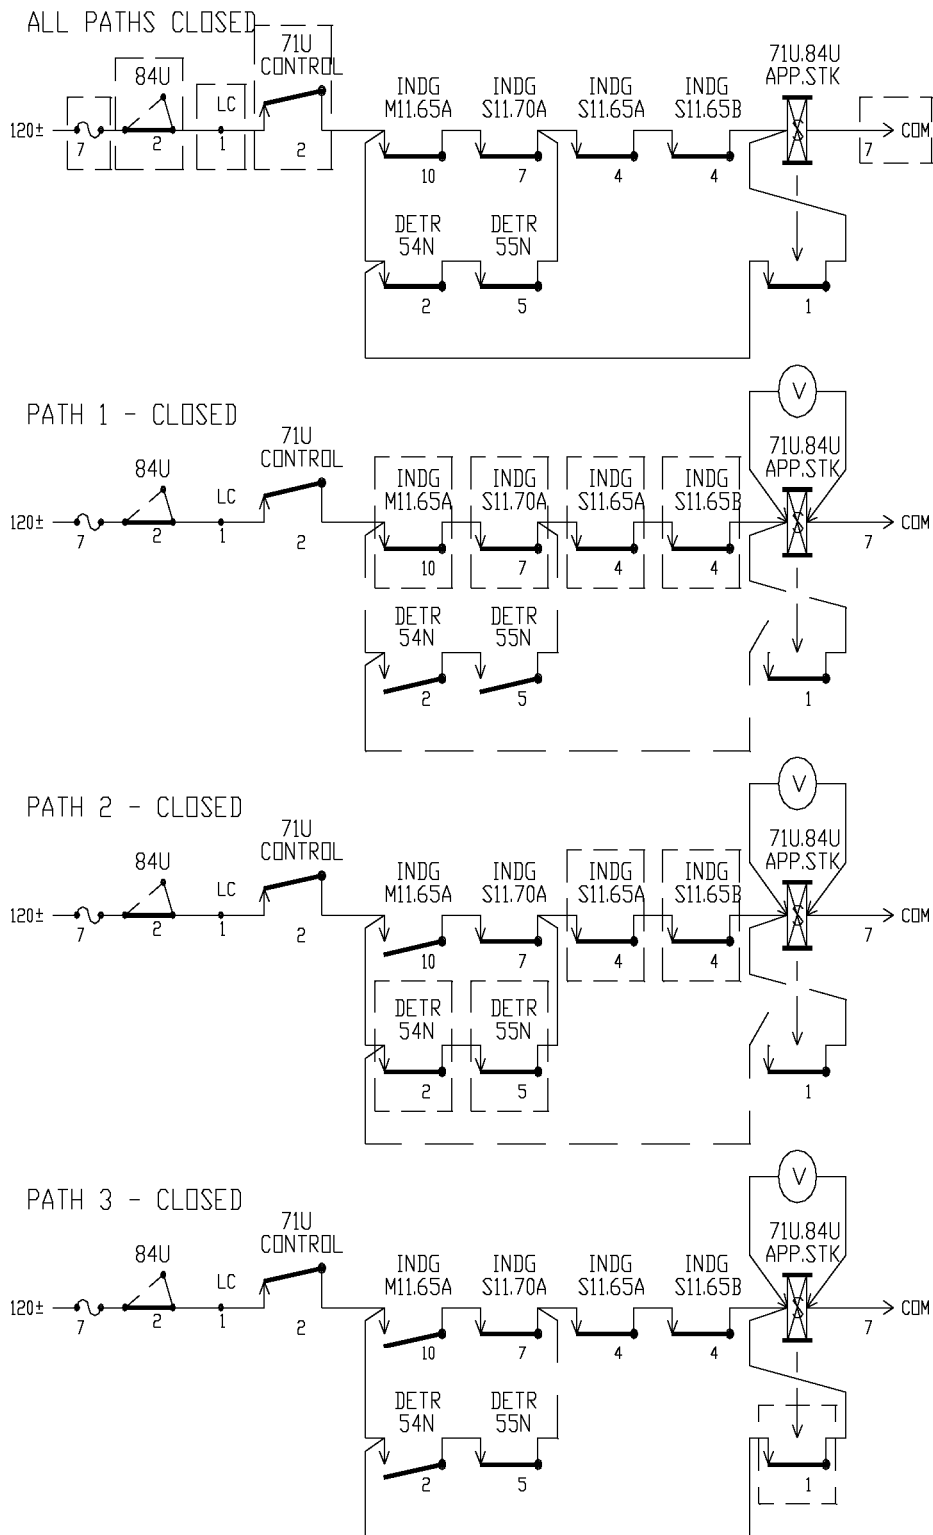 ALL PATHS CLOSED
71U
CONTROL
84U
LC
INDG
M11.65A
INDG
S11.70A
INDG
S11.65A
INDG
S11.65B
71U.84U
APP.STK
120±
7
2
1
2
10
7
4
4
S
7
COM
DETR
54N
DETR
55N
2
5
1
PATH 1 - CLOSED
V
71U
CONTROL
84U
LC
INDG
M11.65A
INDG
S11.70A
INDG
S11.65A
INDG
S11.65B
71U.84U
APP.STK
120±
7
2
1
2
10
7
4
4
S
7
COM
DETR
54N
DETR
55N
2
5
1
PATH 2 - CLOSED
V
71U
CONTROL
84U
LC
INDG
M11.65A
INDG
S11.70A
INDG
S11.65A
INDG
S11.65B
71U.84U
APP.STK
120±
7
2
1
2
10
7
4
4
S
7
COM
DETR
54N
DETR
55N
2
5
1
PATH 3 - CLOSED
V
71U
CONTROL
84U
LC
INDG
M11.65A
INDG
S11.70A
INDG
S11.65A
INDG
S11.65B
71U.84U
APP.STK
120±
7
2
1
2
10
7
4
4
S
7
COM
DETR
54N
DETR
55N
2
5
1